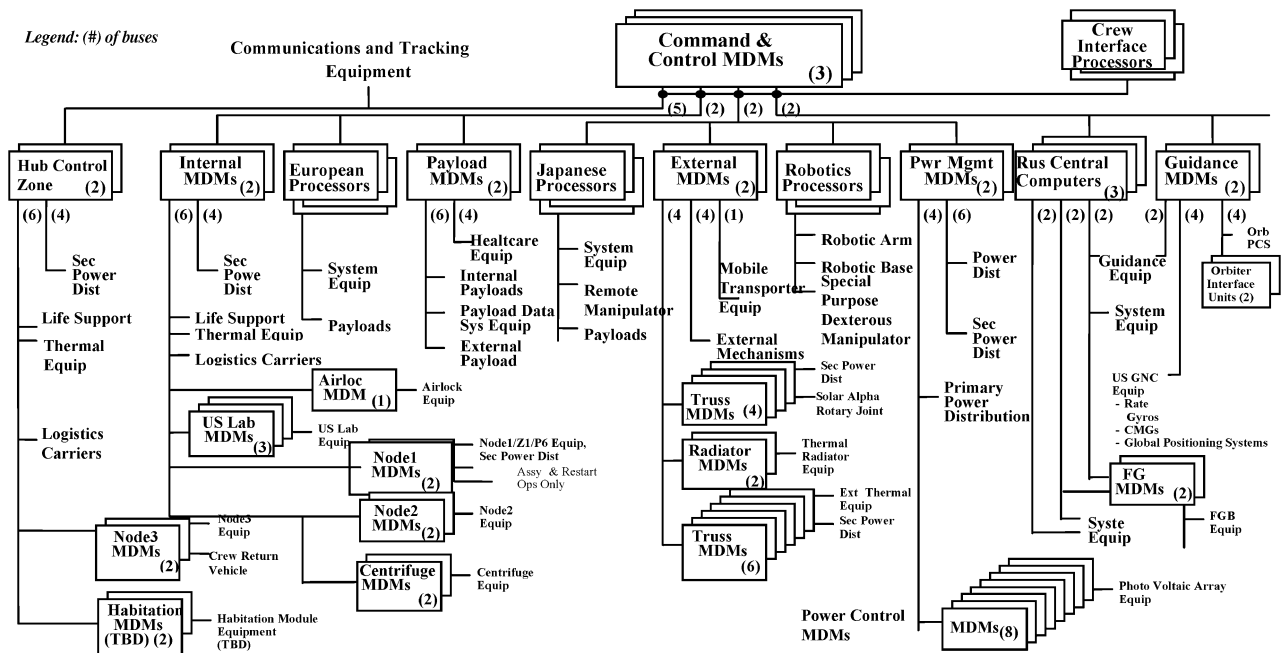 Legend: (#) of buses
Communications and Tracking
Equipment
Command &
Control MDMs
(3)
Crew
Interface
Processors
(5)
(2)
(2)
(2)
Hub Control
Zone
(2)
Internal
MDMs
(2)
European
Processors
Payload
MDMs
(2)
Japanese
Processors
External
MDMs
(2)
Robotics
Processors
Pwr Mgmt
MDMs
(2)
Rus Central
Computers
(3)
Guidance
MDMs
(2)
(6)
(4)
(6)
(4)
(6)
(4)
(4)
(4)
(1)
(4)
(6)
(2)
(2)
(2)
(2)
(4)
(4)
Sec
Power
Dist
Life Support
Thermal
Equip
Logistics
Carriers
Node3
MDMs
(2)
Node3
Equip
Crew Return
Vehicle
Habitation
MDMs
(TBD) (2)
Habitation Module
Equipment
(TBD)
Sec
Powe
Dist
Life Support
Thermal Equip
Logistics Carriers
Airloc
MDM
(1)
Airlock
Equip
US Lab
MDMs
(3)
US Lab
Equip
Node1
MDMs
(2)
Node1/Z1/P6 Equip,
Sec Power Dist
Assy & Restart
Ops Only
Node2
MDMs
(2)
Node2
Equip
Centrifuge
MDMs
(2)
Centrifuge
Equip
System
Equip
Payloads
Healtcare
Equip
Internal
Payloads
Payload Data
Sys Equip
External
Payload
System
Equip
Remote
Manipulator
Payloads
Mobile
Transporter
Equip
External
Mechanisms
Truss
MDMs
(4)
Sec Power
Dist
Solar Alpha
Rotary Joint
Radiator
MDMs
(2)
Thermal
Radiator
Equip
Truss
MDMs
(6)
Ext Thermal
Equip
Sec Power
Dist
Robotic Arm
Robotic Base
Special
Purpose
Dexterous
Manipulator
Power
Dist
Sec
Power
Dist
Primary
Power
Distribution
Power Control
MDMs
MDMs
(8)
Photo Voltaic Array
Equip
Guidance
Equip
System
Equip
FG
MDMs
(2)
FGB
Equip
Syste
Equip
Orb
PCS
Orbiter
Interface
Units (2)
US GNC
Equip
- Rate
Gyros
- CMGs
- Global Positioning Systems